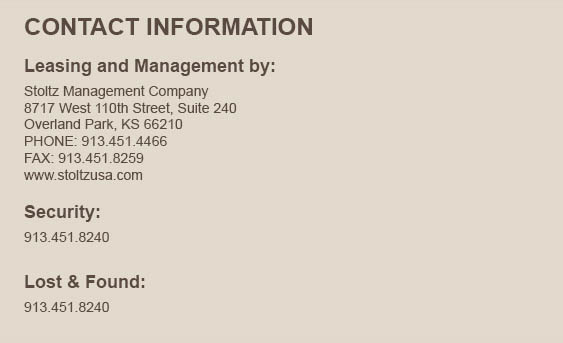 CONTACT INFORMATION
Leasing and Management by:
Stoltz Management Company
8717 West 110th Street, Suite 240
Overland Park, KS 66210
PHONE: 913.451.4466
FAX: 913.451.8259
www.stoltzusa.com
Security:
913.451.8240
Lost & Found:
913.451.8240